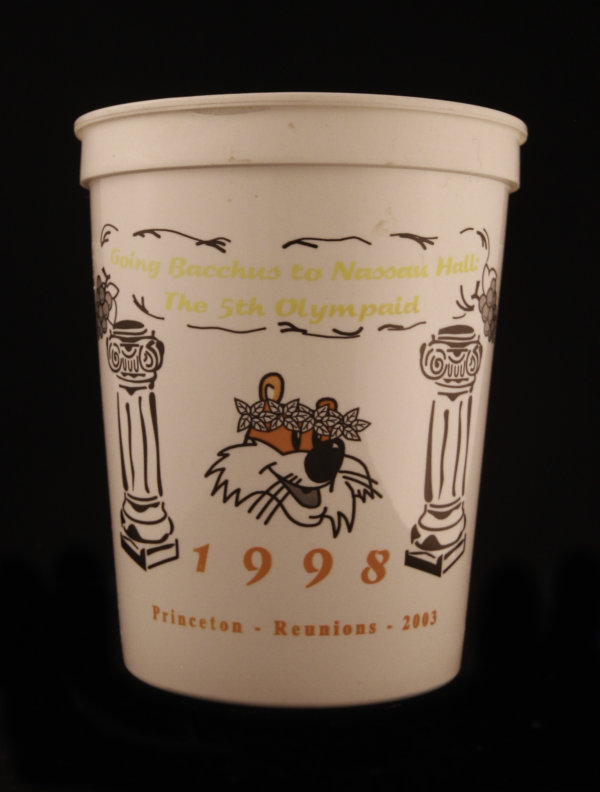 Going Bacchus to Nassau Hall:
The 5th Olympaid
1998
Princeton - Reunions - 2003